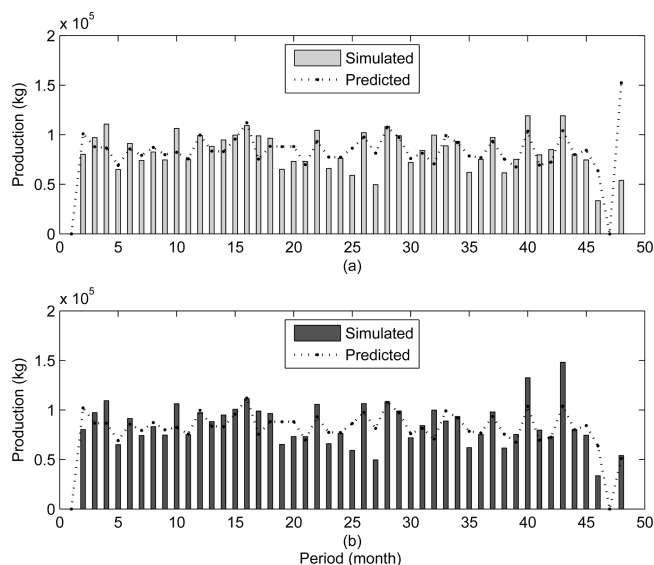 x 10^5
2
1.5
1
0.5
0
Production (kg)
Simulated
Predicted
0 5 10 15 20 25 30 35 40 45 50
(a)
x 10^5
2
1.5
1
0.5
0
Production (kg)
Simulated
Predicted
0 5 10 15 20 25 30 35 40 45 50
(b)
Period (month)